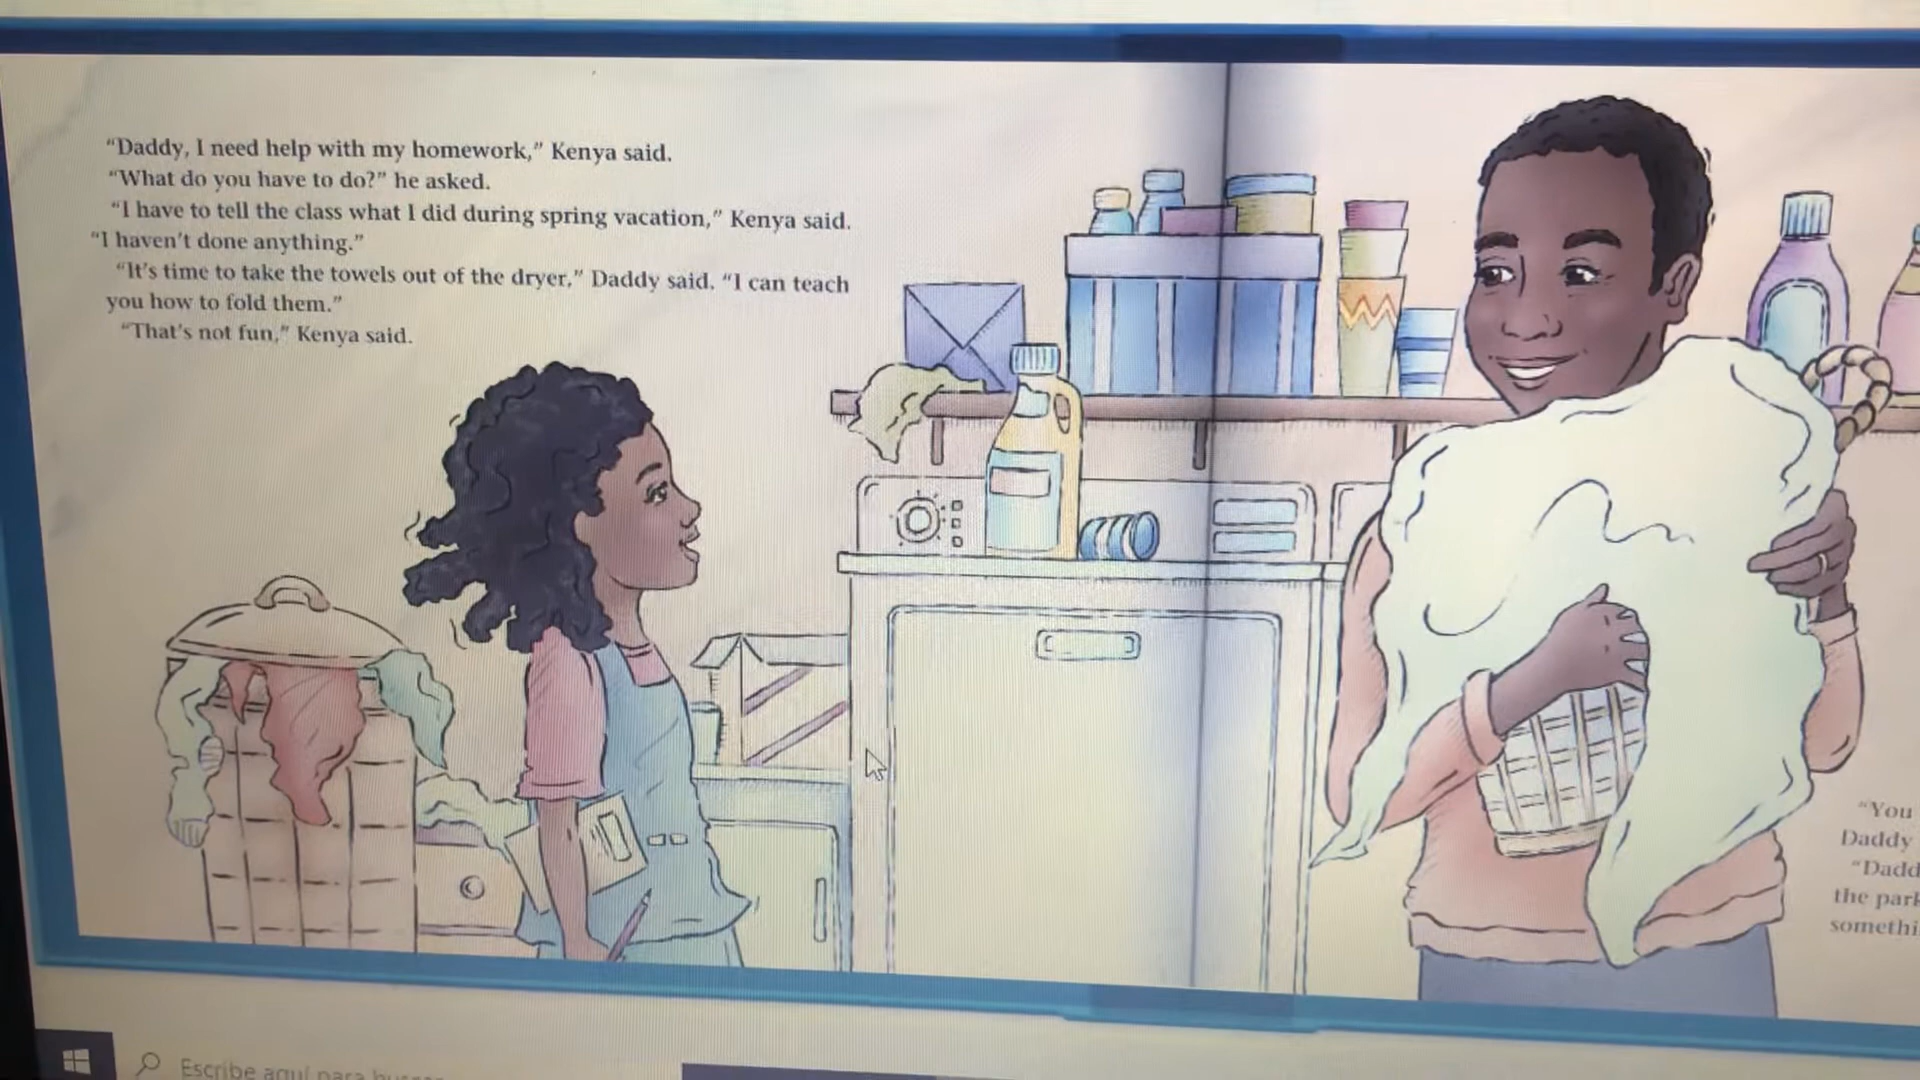 “Daddy, I need help with my homework,” Kenya said.
“What do you have to do?” he asked.
“I have to tell the class what I did during spring vacation,” Kenya said.
“I haven’t done anything.”
“It’s time to take the towels out of the dryer,” Daddy said. “I can teach
you how to fold them.”
“That’s not fun,” Kenya said.
“You
Daddy
“Dadd
the park
somethi
Escribe aquí para